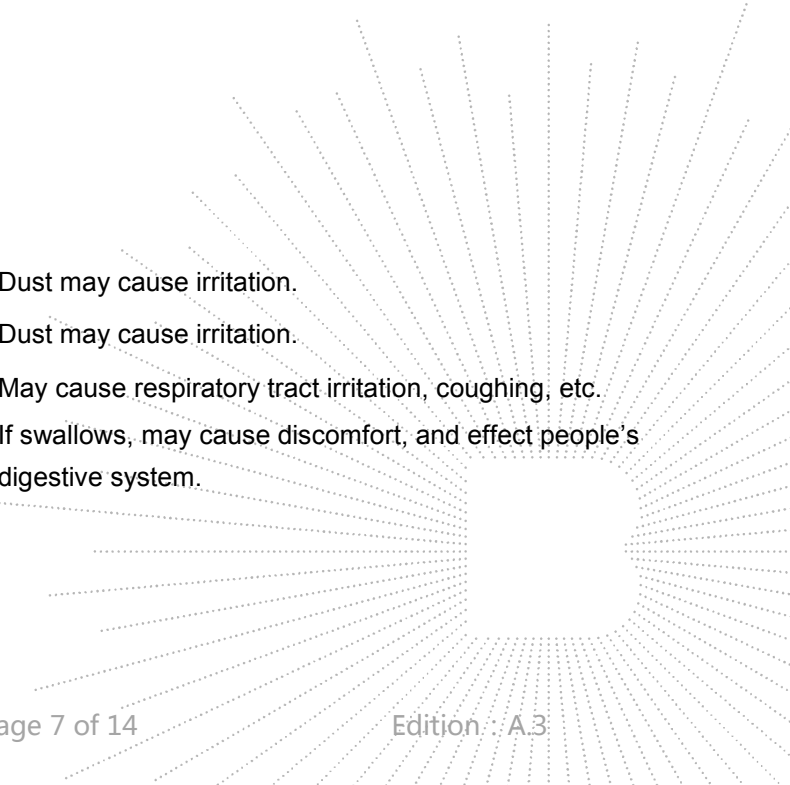 Dust may cause irritation.
Dust may cause irritation.
May cause respiratory tract irritation, coughing, etc.
If swallows, may cause discomfort, and effect people's
digestive system.
age 7 of 14 Edition : A.3